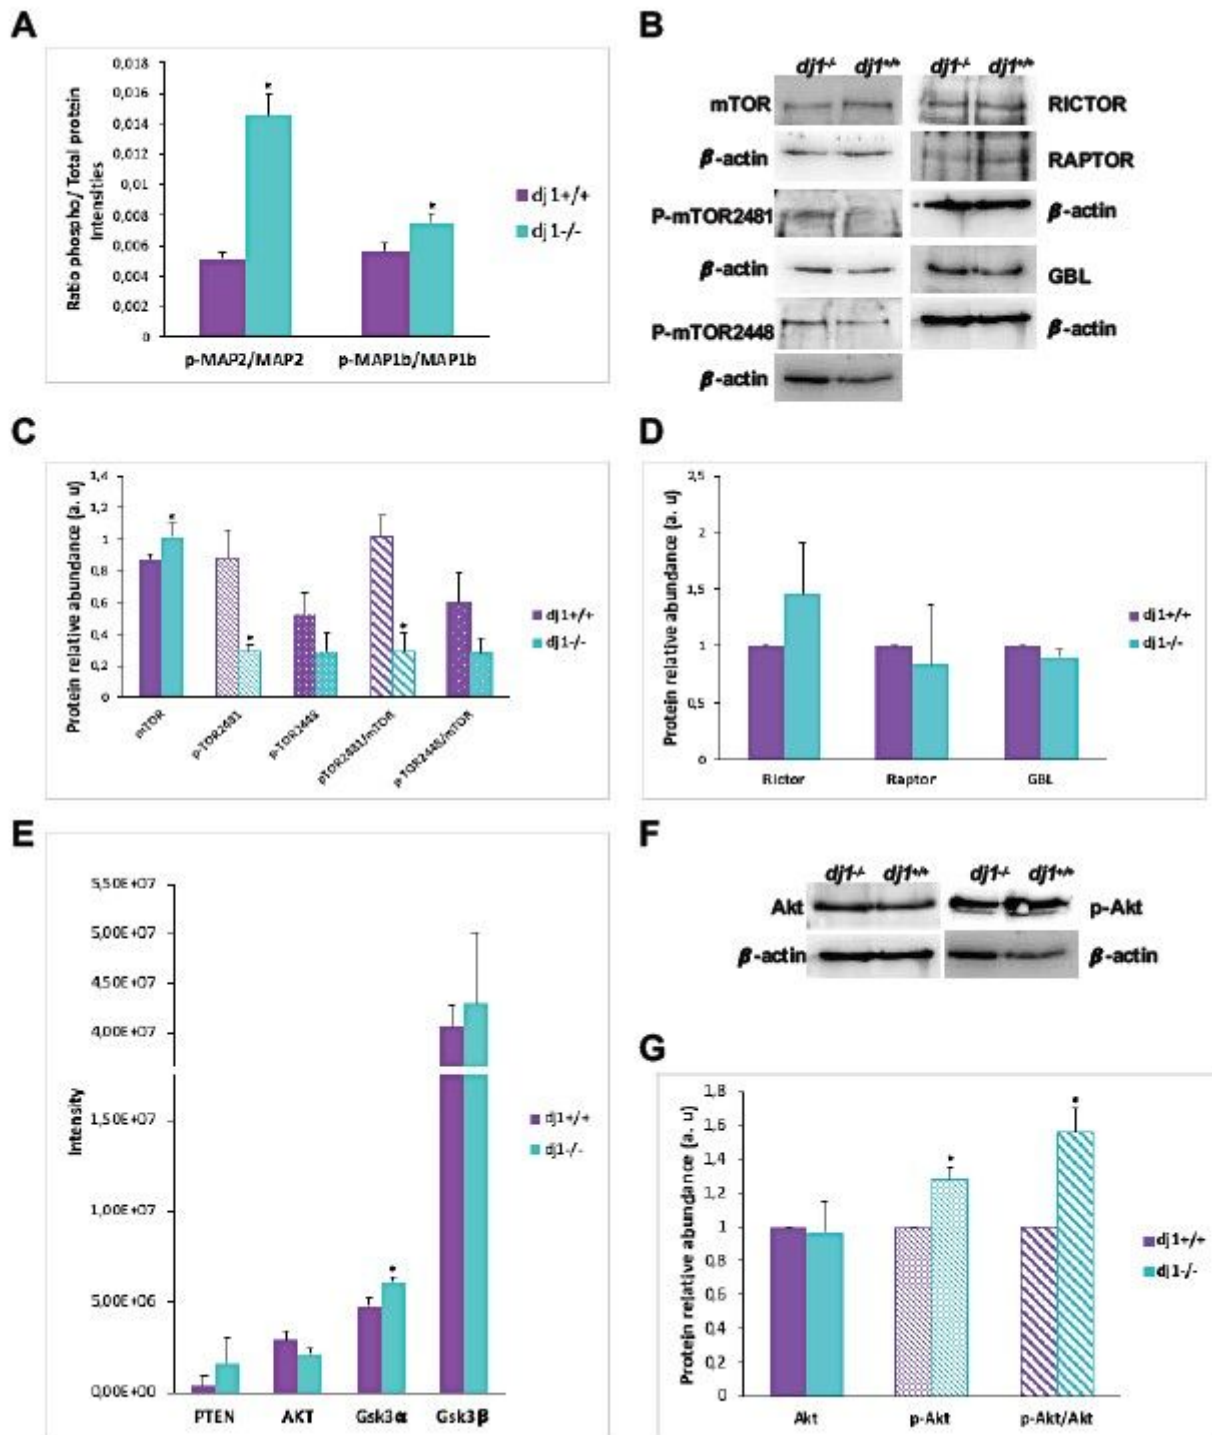 A
0,018
0,016
0,014
0,012
0,01
0,008
0,006
0,004
0,002
0
Ratio phospho/ Total protein
Intensities
p-MAP2/MAP2 p-MAP1b/MAP1b
*
*
dj1+/+
dj1-/-
B
dj1-/- dj1+/+ dj1-/- dj1+/+
mTOR RICTOR
β-actin RAPTOR
P-mTOR2481 β-actin
β-actin GBL
P-mTOR2448 β-actin
β-actin
C
1,4
1,2
1
0,8
0,6
0,4
0,2
0
Protein relative abundance (a. u)
*
*
*
mTOR
p-TOR2481
p-TOR2448
pTOR2481/mTOR
p-TOR2448/mTOR
dj1+/+
dj1-/-
D
2,5
2
1,5
1
0,5
0
Protein relative abundance (a. u)
Rictor Raptor GBL
dj1+/+
dj1-/-
E
5,50E+07
5,00E+07
4,50E+07
4,00E+07
1,50E+07
1,00E+07
5,00E+06
0,00E+00
Intensity
*
PTEN AKT Gsk3α Gsk3β
dj1+/+
dj1-/-
F
dj1-/- dj1+/+ dj1-/- dj1+/+
Akt p-Akt
β-actin β-actin
G
1,8
1,6
1,4
1,2
1
0,8
0,6
0,4
0,2
0
Protein relative abundance (a. u)
*
*
Akt p-Akt p-Akt/Akt
dj1+/+
dj1-/-